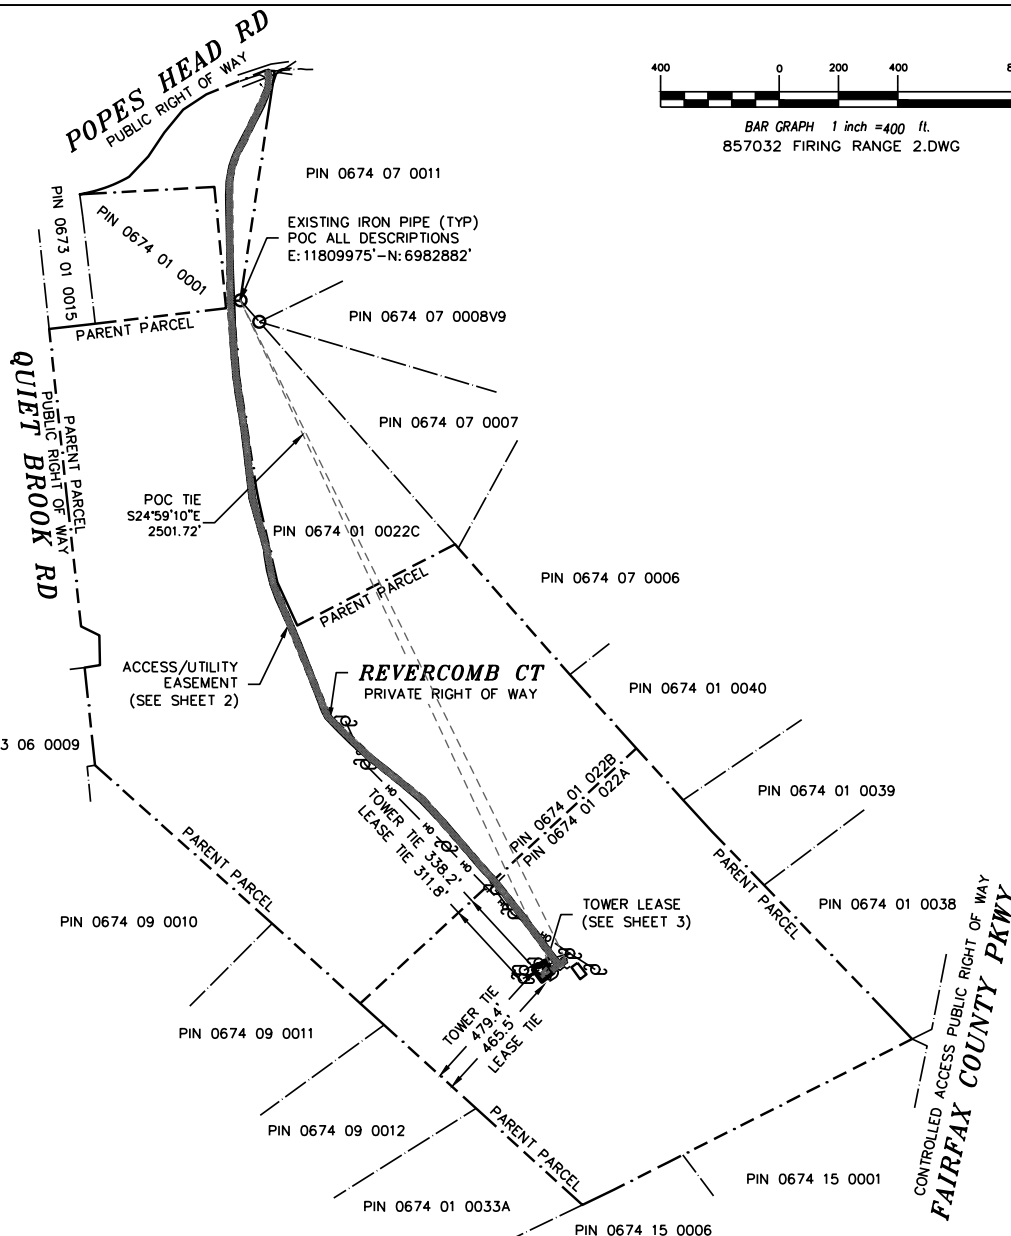 POPES HEAD RD
PUBLIC RIGHT OF WAY
400 0 200 400 8
BAR GRAPH 1 inch =400 ft.
857032 FIRING RANGE 2.DWG
PIN 0674 07 0011
PIN 0673 01 0015
PIN 0674 01 0001
EXISTING IRON PIPE (TYP)
POC ALL DESCRIPTIONS
E:11809975'-N:6982882'
PARENT PARCEL
PIN 0674 07 0008V9
QUIET BROOK RD
PUBLIC RIGHT OF WAY
PARENT PARCEL
PIN 0674 07 0007
POC TIE
S24°59'10"E
2501.72'
PIN 0674 01 0022C
PARENT PARCEL
PIN 0674 07 0006
ACCESS/UTILITY
EASEMENT
(SEE SHEET 2)
REVERCOMB CT
PRIVATE RIGHT OF WAY
PIN 0674 01 0040
3 06 0009
PIN 0674 01 022B
PIN 0674 01 022A
PIN 0674 01 0039
HO
TOWER TIE 338.2'
LEASE TIE 311.8'
HO
HO
HO
HO
PARENT PARCEL
PARENT PARCEL
TOWER LEASE
(SEE SHEET 3)
PIN 0674 01 0038
PIN 0674 09 0010
CONTROLLED ACCESS PUBLIC RIGHT OF WAY
FAIRFAX COUNTY PKWY
PIN 0674 09 0011
TOWER TIE
479.4'
465.5'
LEASE TIE
PIN 0674 09 0012
PARENT PARCEL
PIN 0674 15 0001
PIN 0674 01 0033A
PIN 0674 15 0006